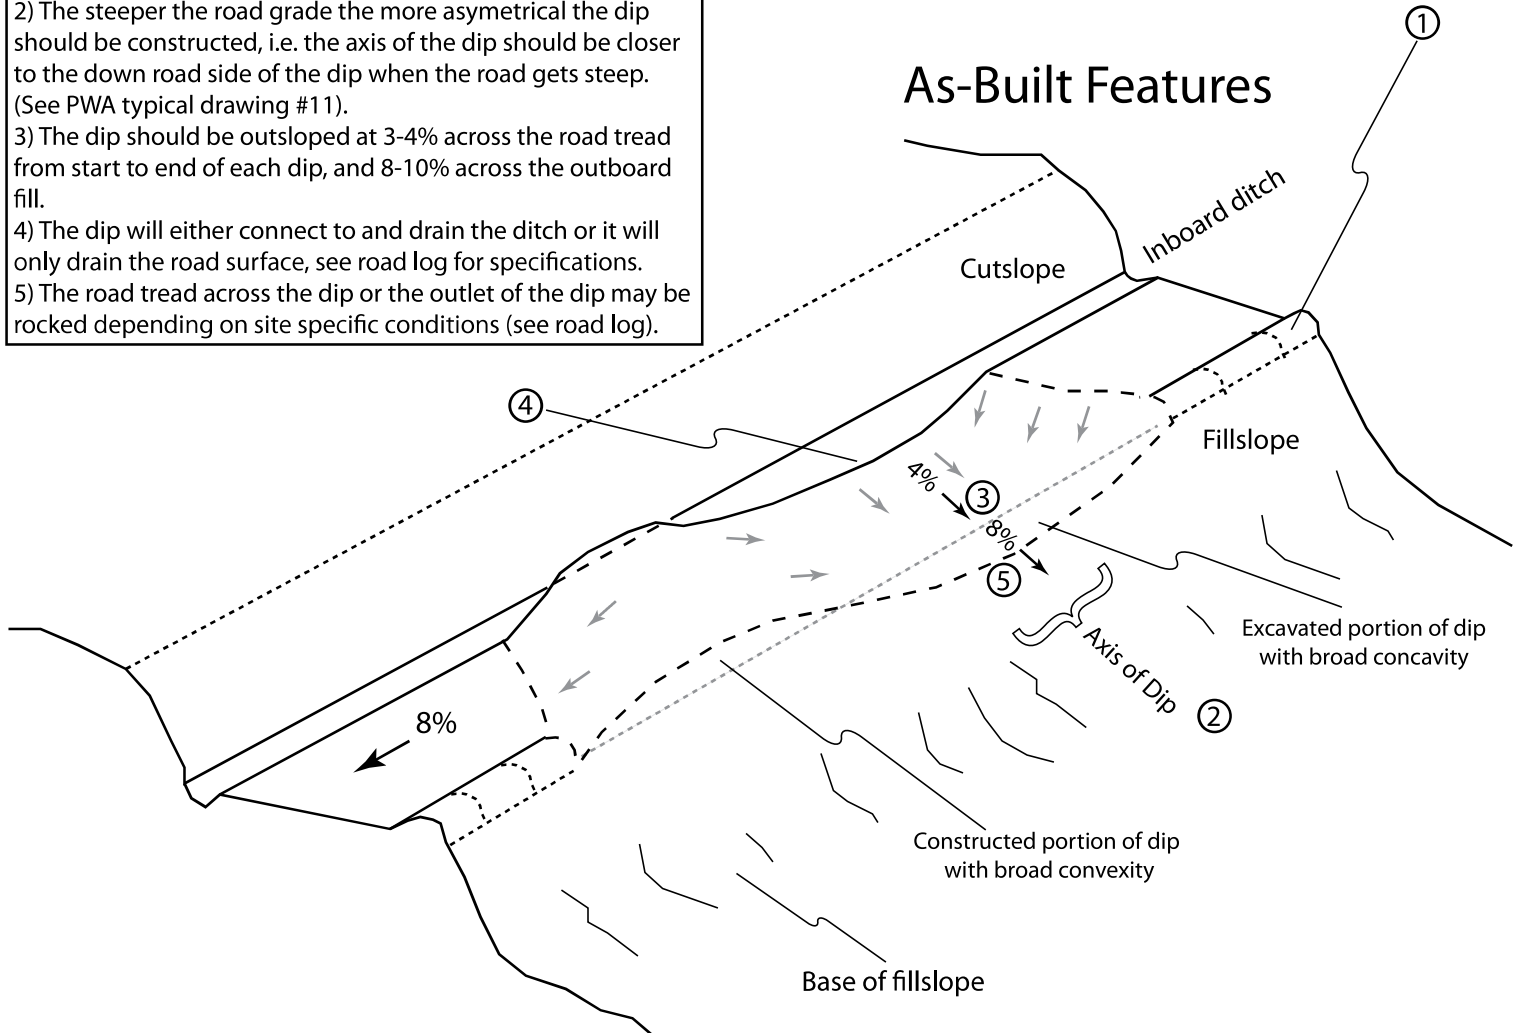 2) The steeper the road grade the more asymetrical the dip
should be constructed, i.e. the axis of the dip should be closer
to the down road side of the dip when the road gets steep.
(See PWA typical drawing #11).
3) The dip should be outsloped at 3-4% across the road tread
from start to end of each dip, and 8-10% across the outboard
fill.
4) The dip will either connect to and drain the ditch or it will
only drain the road surface, see road log for specifications.
5) The road tread across the dip or the outlet of the dip may be
rocked depending on site specific conditions (see road log).
As-Built Features
1
Inboard ditch
Cutslope
4
Fillslope
4%
3
8%
5
Excavated portion of dip
with broad concavity
Axis of Dip
2
8%
Constructed portion of dip
with broad convexity
Base of fillslope